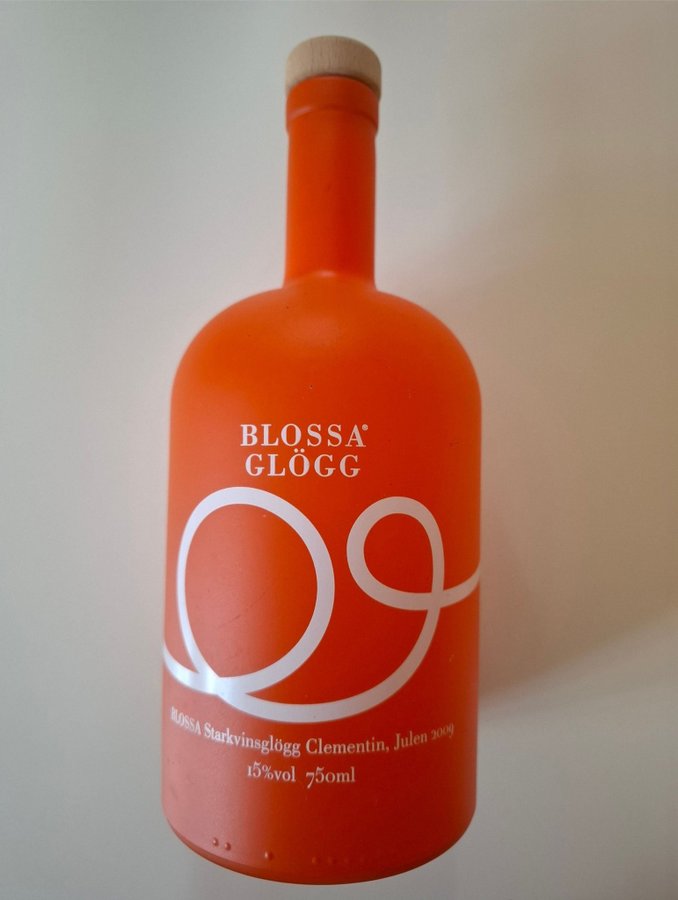 BLOSSA®
GLÖGG
09
BLOSSA Starkvinsglögg Clementin, Julen 2009
15%vol 750ml